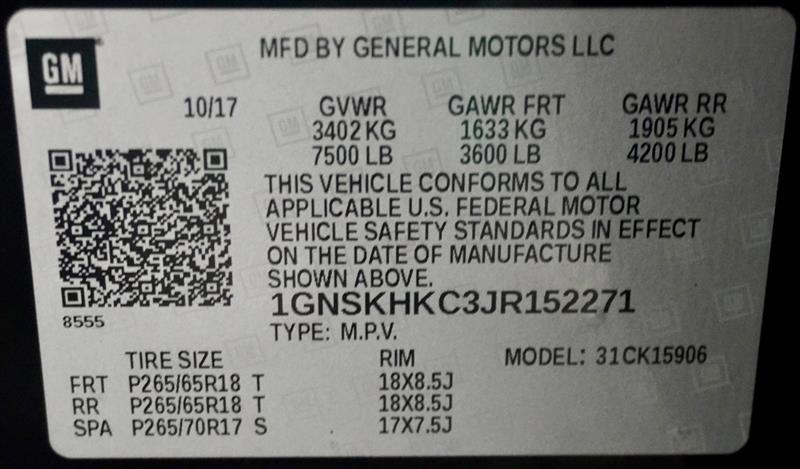 GM
MFD BY GENERAL MOTORS LLC
10/17 GVWR GAWR FRT GAWR RR
3402 KG 1633 KG 1905 KG
7500 LB 3600 LB 4200 LB
THIS VEHICLE CONFORMS TO ALL
APPLICABLE U.S. FEDERAL MOTOR
VEHICLE SAFETY STANDARDS IN EFFECT
ON THE DATE OF MANUFACTURE
SHOWN ABOVE.
1GNSKHKC3JR152271
8555
TYPE: M.P.V.
TIRE SIZE RIM MODEL: 31CK15906
FRT P265/65R18 T 18X8.5J
RR P265/65R18 T 18X8.5J
SPA P265/70R17 S 17X7.5J